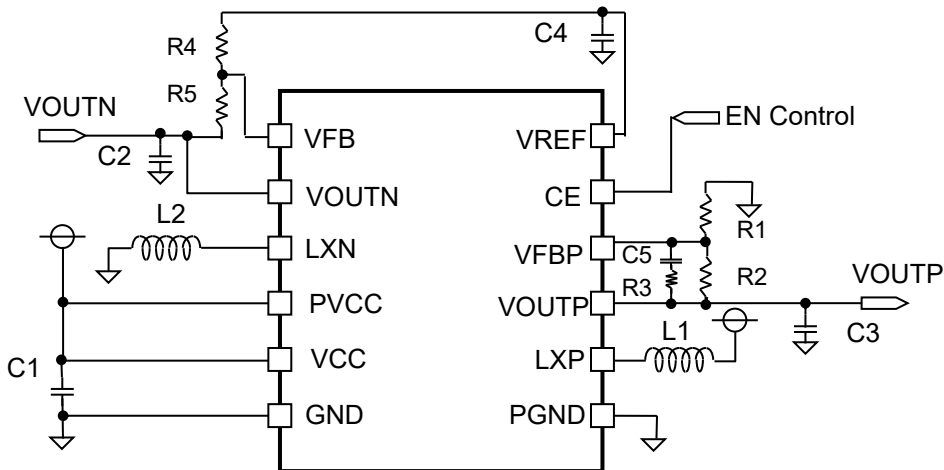 C4
R4
R5
VOUTN
C2
VFB
VREF
EN Control
VOUTN
CE
L2
LXN
VFBP
C5
R1
R3
R2
VOUTP
PVCC
VOUTP
L1
C3
C1
VCC
LXP
GND
PGND